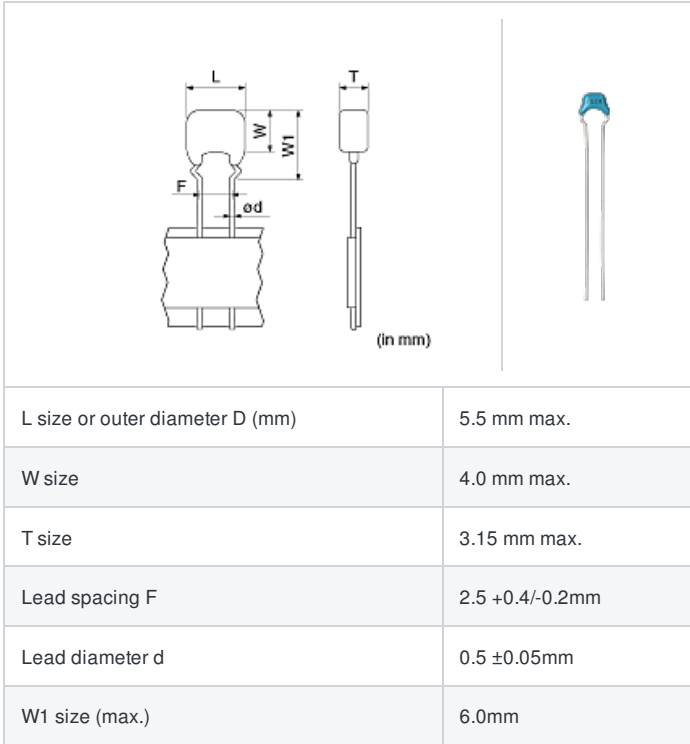 L
T
W
W1
F
ød
(in mm)
L size or outer diameter D (mm) 5.5 mm max.
W size 4.0 mm max.
T size 3.15 mm max.
Lead spacing F 2.5 +0.4/-0.2mm
Lead diameter d 0.5 ±0.05mm
W1 size (max.) 6.0mm